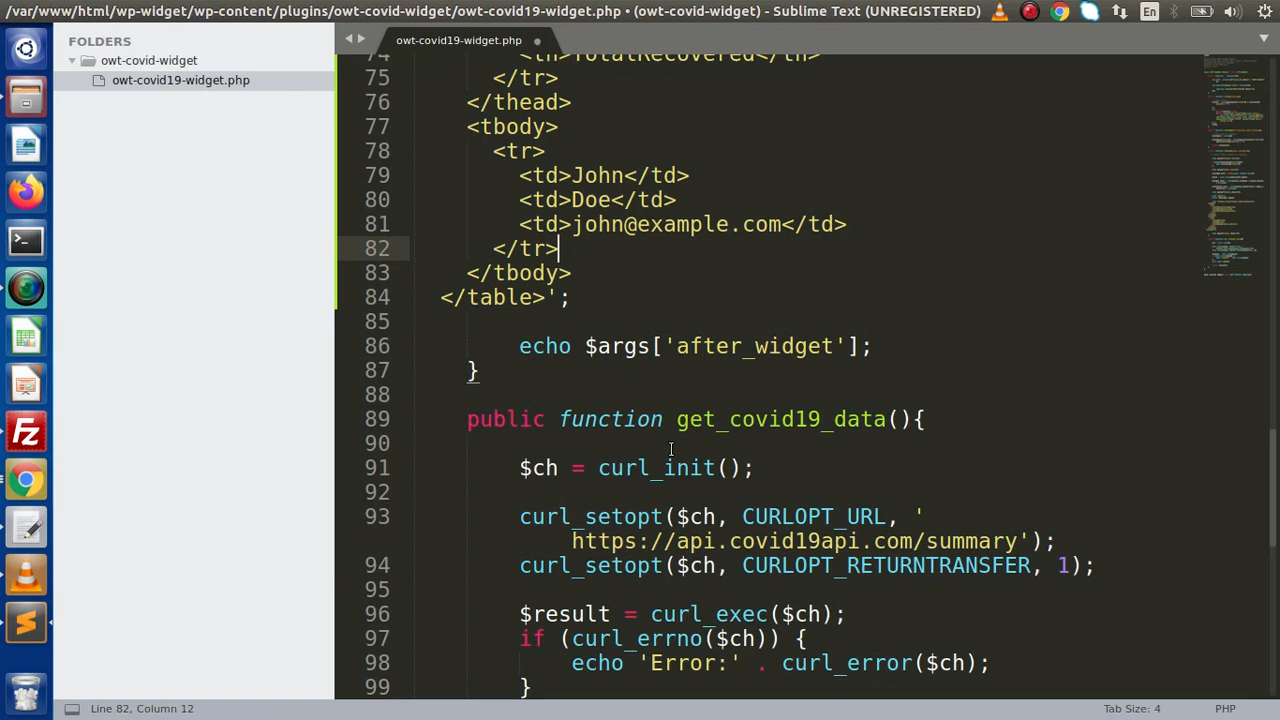 /var/www/html/wp-widget/wp-content/plugins/owt-covid-widget/owt-covid19-widget.php • (owt-covid-widget) - Sublime Text (UNREGISTERED)
En
FOLDERS
owt-covid-widget
owt-covid19-widget.php
owt-covid19-widget.php
74 <th>TotalRecovered</th>
75 </tr>
76 </thead>
77 <tbody>
78 <tr>
79 <td>John</td>
80 <td>Doe</td>
81 <td>john@example.com</td>
82 </tr>
83 </tbody>
84 </table>';
85
86 echo $args['after_widget'];
87 }
88
89 public function get_covid19_data(){
90
91 $ch = curl_init();
92
93 curl_setopt($ch, CURLOPT_URL, '
https://api.covid19api.com/summary');
94 curl_setopt($ch, CURLOPT_RETURNTRANSFER, 1);
95
96 $result = curl_exec($ch);
97 if (curl_errno($ch)) {
98 echo 'Error:' . curl_error($ch);
99 }
Line 82, Column 12
Tab Size: 4
PHP